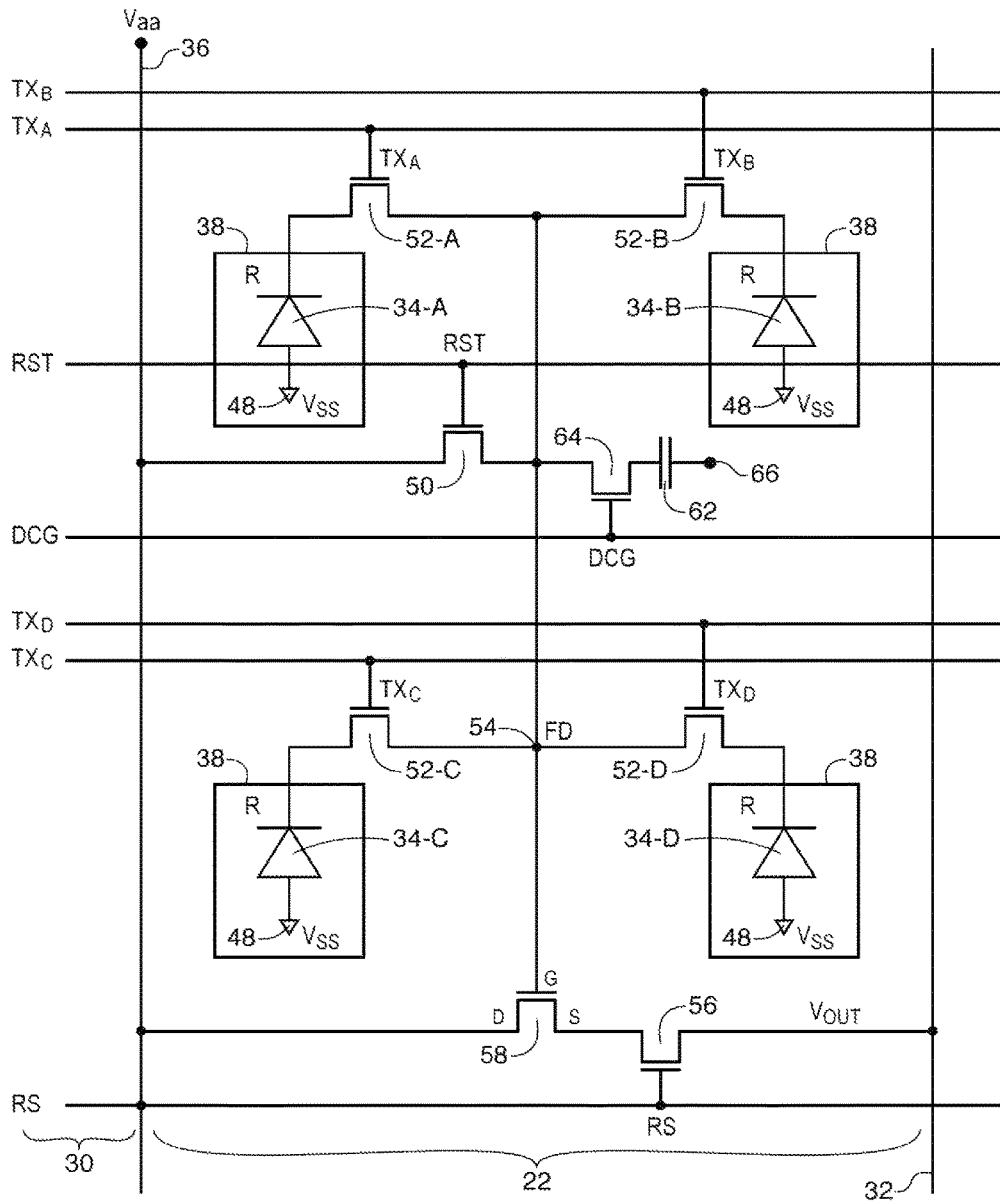 Vaa
36
TXB
TXA
TXA
TXB
38
52-A
52-B
38
R
R
34-A
34-B
RST
RST
48
VSS
48
VSS
64
50
62
66
DCG
DCG
TXD
TXC
TXC
TXD
54
FD
38
52-C
52-D
38
R
R
34-C
34-D
48
VSS
48
VSS
G
56
D
S
VOUT
58
RS
RS
30
22
32